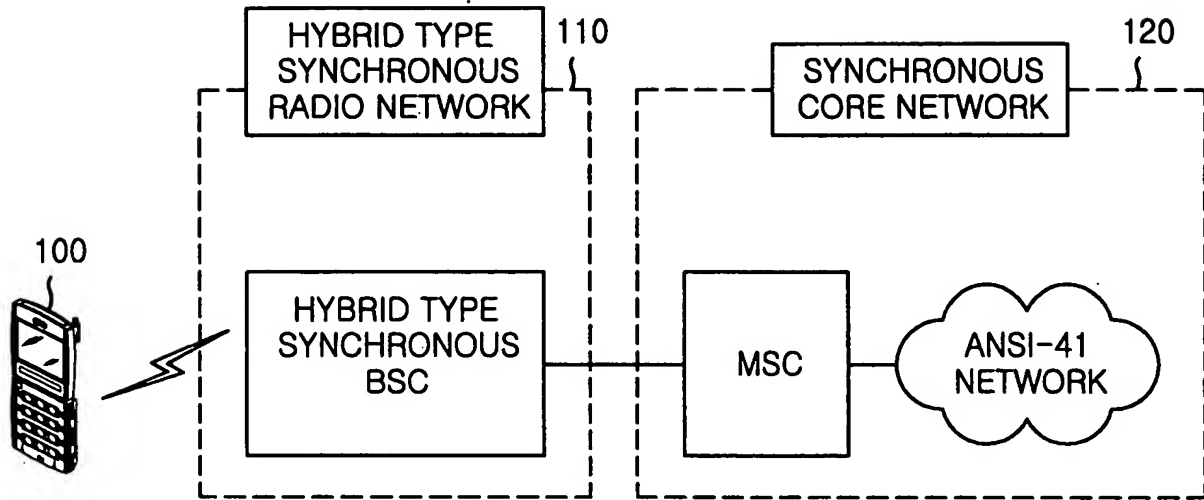 HYBRID TYPE
SYNCHRONOUS
RADIO NETWORK
110
SYNCHRONOUS
CORE NETWORK
120
100
HYBRID TYPE
SYNCHRONOUS
BSC
MSC
ANSI-41
NETWORK